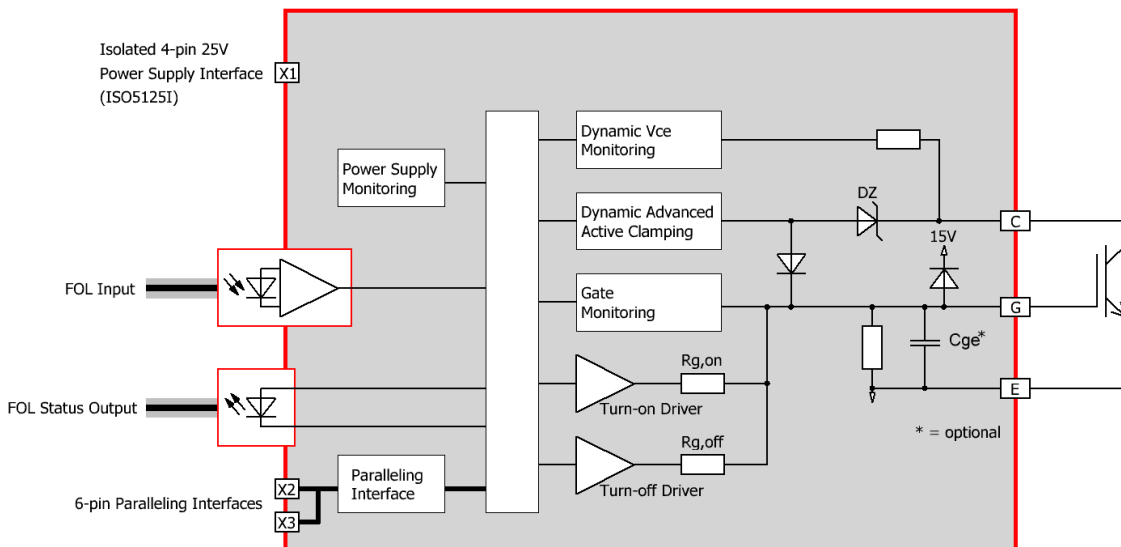 Isolated 4-pin 25V
Power Supply Interface
(ISO5125I)
X1
Dynamic Vce
Monitoring
Power Supply
Monitoring
Dynamic Advanced
Active Clamping
DZ
C
15V
FOL Input
Gate
Monitoring
G
Cge*
Rg,on
Turn-on Driver
E
FOL Status Output
* = optional
Rg,off
Turn-off Driver
Paralleling
Interface
6-pin Paralleling Interfaces
X2
X3